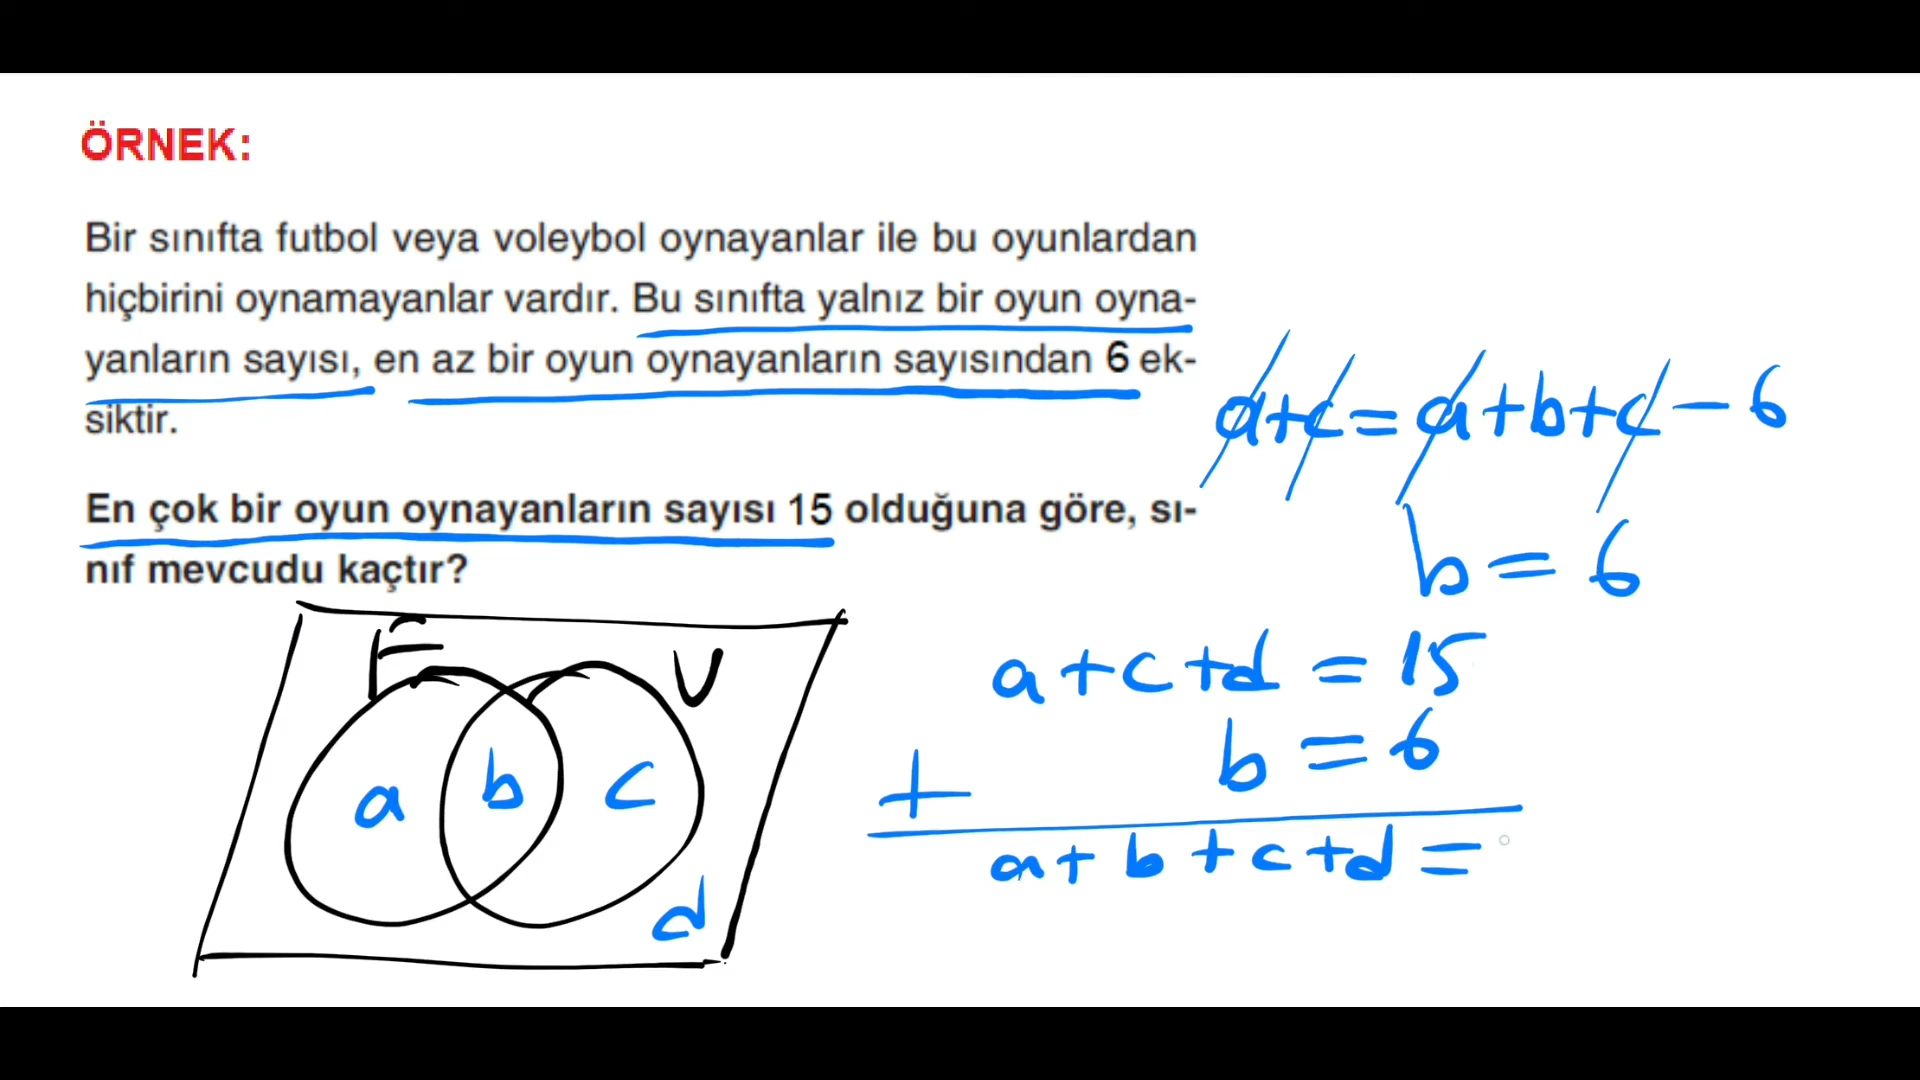 ÖRNEK:
Bir sınıfta futbol veya voleybol oynayanlar ile bu oyunlardan
hiçbirini oynamayanlar vardır. Bu sınıfta yalnız bir oyun oyna-
yanların sayısı, en az bir oyun oynayanların sayısından 6 ek-
siktir.
En çok bir oyun oynayanların sayısı 15 olduğuna göre, sı-
nıf mevcudu kaçtır?
a+c=a+b+c-6
b=6
a+c+d=15
b=6
+
a+b+c+d=
F V
a b c
d